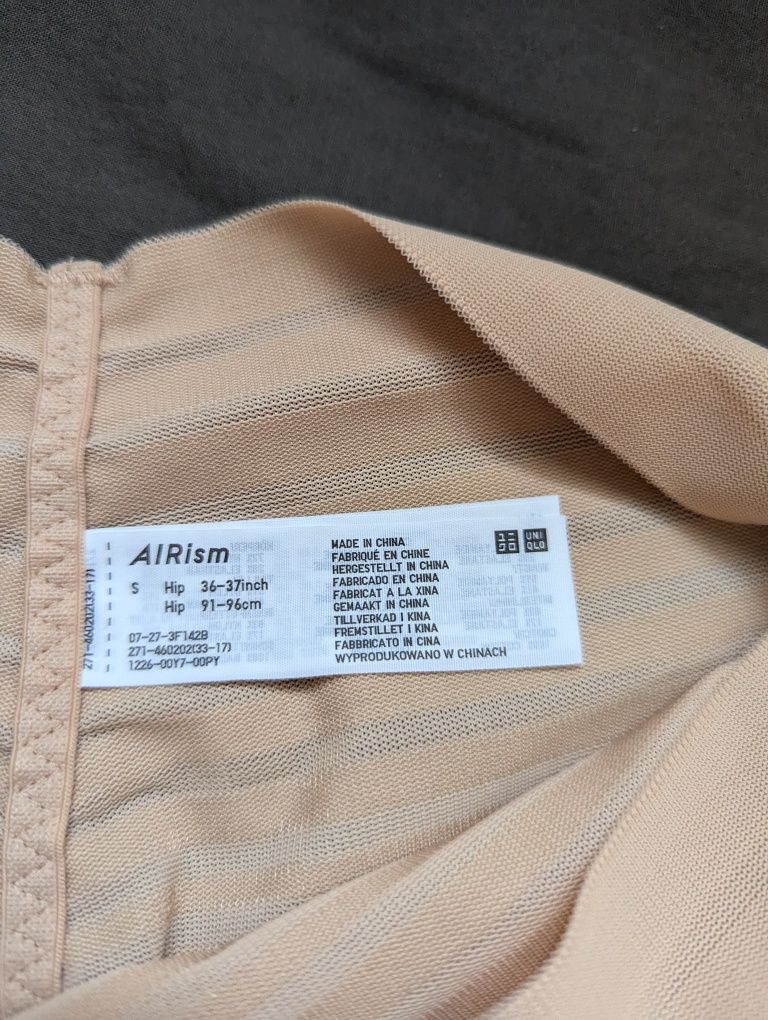 AIRism
S Hip 36-37inch
Hip 91-96cm
07-27-3F142B
271-460202(33-17)
1226-00Y7-00PY
MADE IN CHINA
FABRIQUÉ EN CHINE
HERGESTELLT IN CHINA
FABRICADO EN CHINA
FABRICAT A LA XINA
GEMAAKT IN CHINA
TILLVERKAD I KINA
FREMSTILLET I KINA
FABBRICATO IN CINA
WYPRODUKOWANO W CHINACH
ユニ
クロ
UNI
QLO
271-460202(33-17)